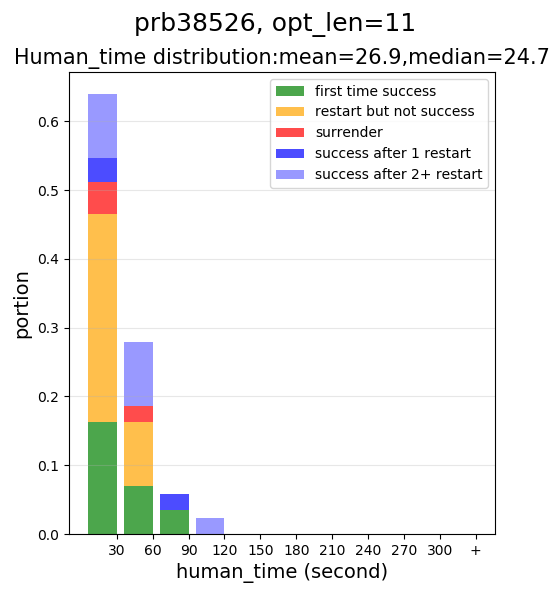 prb38526, opt_len=11
Human_time distribution:mean=26.9,median=24.7
first time success
restart but not success
surrender
success after 1 restart
success after 2+ restart
portion
0.6
0.5
0.4
0.3
0.2
0.1
0.0
30 60 90 120 150 180 210 240 270 300 +
human_time (second)